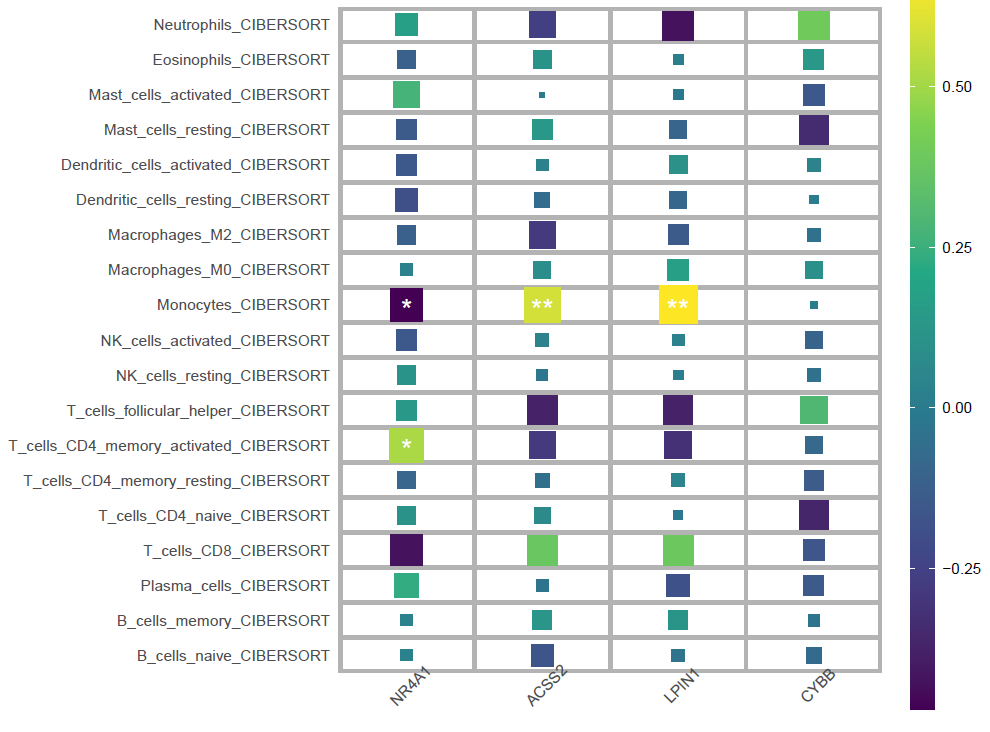 Neutrophils_CIBERSORT
Eosinophils_CIBERSORT
Mast_cells_activated_CIBERSORT
Mast_cells_resting_CIBERSORT
Dendritic_cells_activated_CIBERSORT
Dendritic_cells_resting_CIBERSORT
Macrophages_M2_CIBERSORT
Macrophages_M0_CIBERSORT
Monocytes_CIBERSORT * ** **
NK_cells_activated_CIBERSORT
NK_cells_resting_CIBERSORT
T_cells_follicular_helper_CIBERSORT
T_cells_CD4_memory_activated_CIBERSORT *
T_cells_CD4_memory_resting_CIBERSORT
T_cells_CD4_naive_CIBERSORT
T_cells_CD8_CIBERSORT
Plasma_cells_CIBERSORT
B_cells_memory_CIBERSORT
B_cells_naive_CIBERSORT
NR4A1 ACSS2 LPIN1 CYBB
0.50
0.25
0.00
−0.25